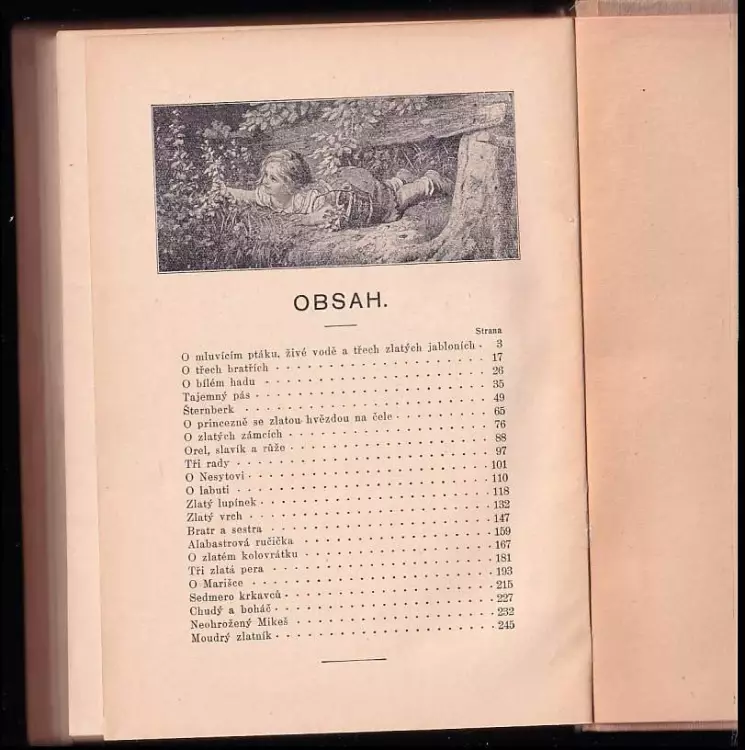 OBSAH.
Strana
O mluvícím ptáku, živé vodě a třech zlatých jabloních 3
O třech bratřích 17
O bílém hadu 26
Tajemný pás 35
Šternberk 49
O princezně se zlatou hvězdou na čele 65
O zlatých zámcích 76
Orel, slavík a růže 88
Tři rady 97
O Nesytovi 101
O labuti 110
Zlatý lupínek 118
Zlatý vrch 132
Bratr a sestra 147
Alabastrová ručička 159
O zlatém kolovrátku 167
Tři zlatá pera 181
O Marišce 193
Sedmero krkavců 215
Chudý a boháč 227
Neohrožený Mikeš 232
Moudrý zlatník 245